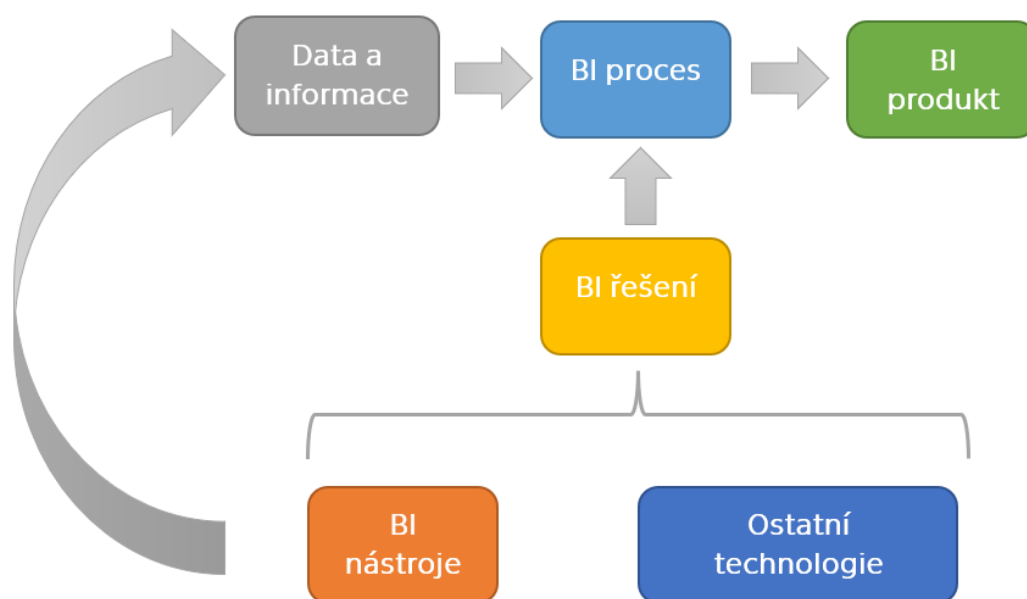 Data a
informace
BI proces
BI
produkt
BI řešení
BI
nástroje
Ostatní
technologie